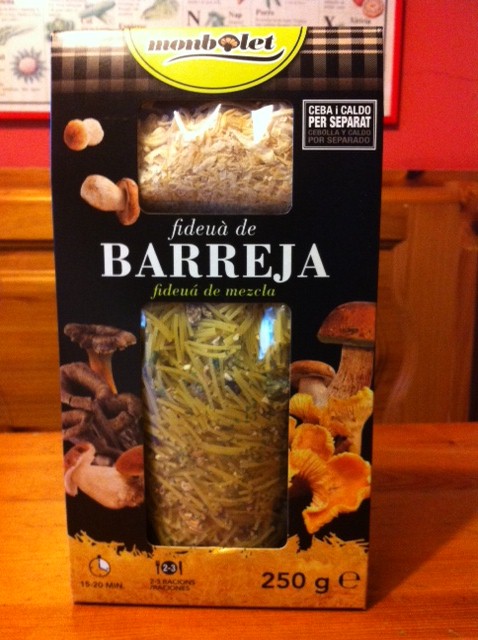 monbolet
CEBA i CALDO
PER SEPARAT
CEBOLLA Y CALDO
POR SEPARADO
fideuà de
BARREJA
fideuá de mezcla
15-20 MIN.
2-3
2-3 RACIONS
/RACIONES
250 g e